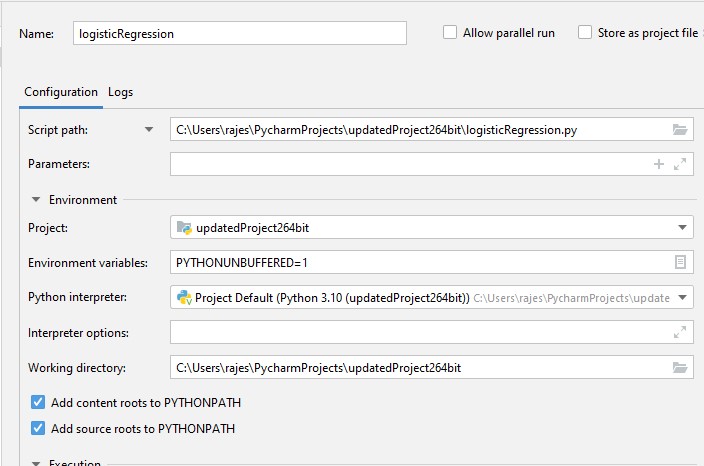 Name: logisticRegression Allow parallel run Store as project file
Configuration Logs
Script path: C:\Users\rajes\PycharmProjects\updatedProject264bit\logisticRegression.py
Parameters:
Environment
Project: updatedProject264bit
Environment variables: PYTHONUNBUFFERED=1
Python interpreter: Project Default (Python 3.10 (updatedProject264bit)) C:\Users\rajes\PycharmProjects\update
Interpreter options:
Working directory: C:\Users\rajes\PycharmProjects\updatedProject264bit
Add content roots to PYTHONPATH
Add source roots to PYTHONPATH
Execution